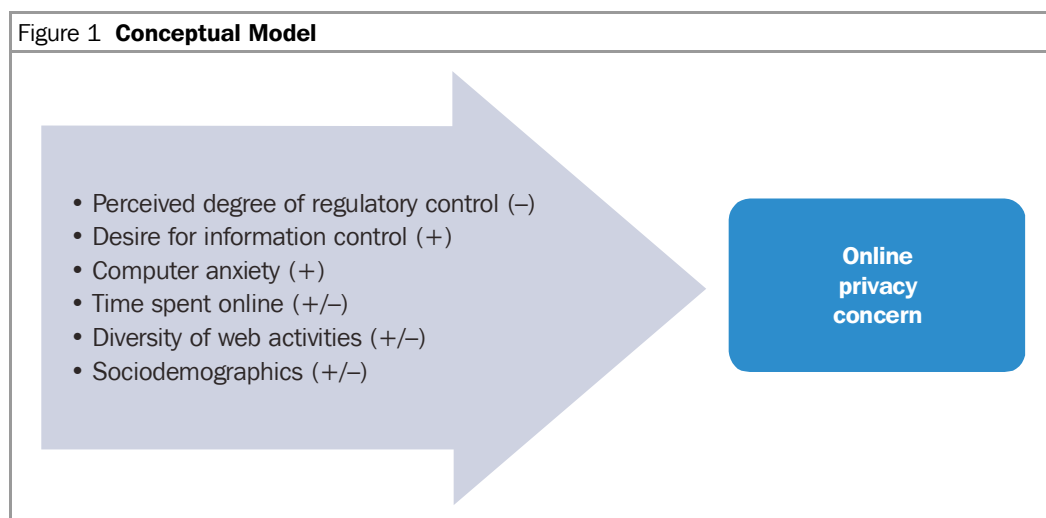 Figure 1 Conceptual Model
• Perceived degree of regulatory control (–)
• Desire for information control (+)
• Computer anxiety (+)
• Time spent online (+/–)
• Diversity of web activities (+/–)
• Sociodemographics (+/–)
Online
privacy
concern